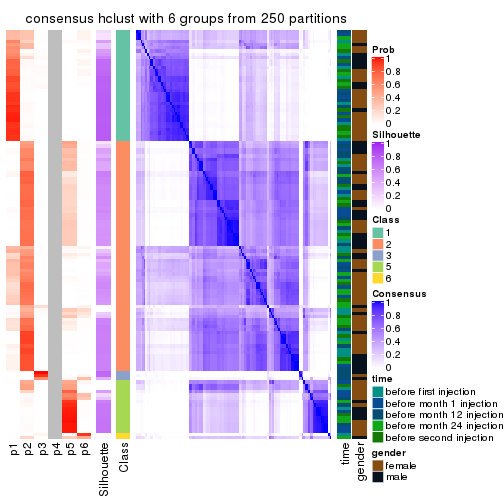 consensus hclust with 6 groups from 250 partitions
Prob
1
0.8
0.6
0.4
0.2
0
Silhouette
1
0.8
0.6
0.4
0.2
0
Class
1
2
3
5
6
Consensus
1
0.8
0.6
0.4
0.2
0
time
before first injection
before month 1 injection
before month 12 injection
before month 24 injection
before second injection
gender
female
male
p1
p2
p3
p4
p5
p6
Silhouette
Class
time
gender